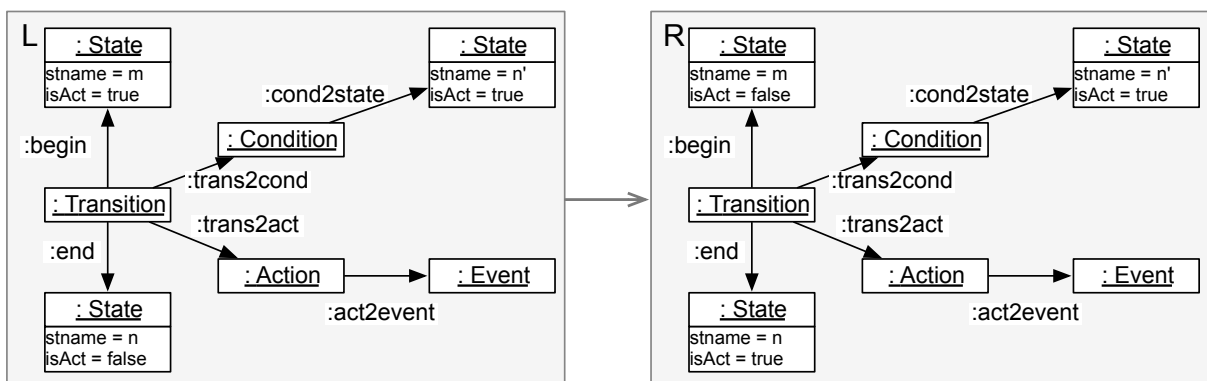 L
: State
stname = m
isAct = true
: State
stname = n'
isAct = true
:cond2state
: Condition
:begin
:trans2cond
: Transition
:trans2act
:end
: Action
: Event
:act2event
: State
stname = n
isAct = false
R
: State
stname = m
isAct = false
: State
stname = n'
isAct = true
:cond2state
: Condition
:begin
:trans2cond
: Transition
:trans2act
:end
: Action
: Event
:act2event
: State
stname = n
isAct = true